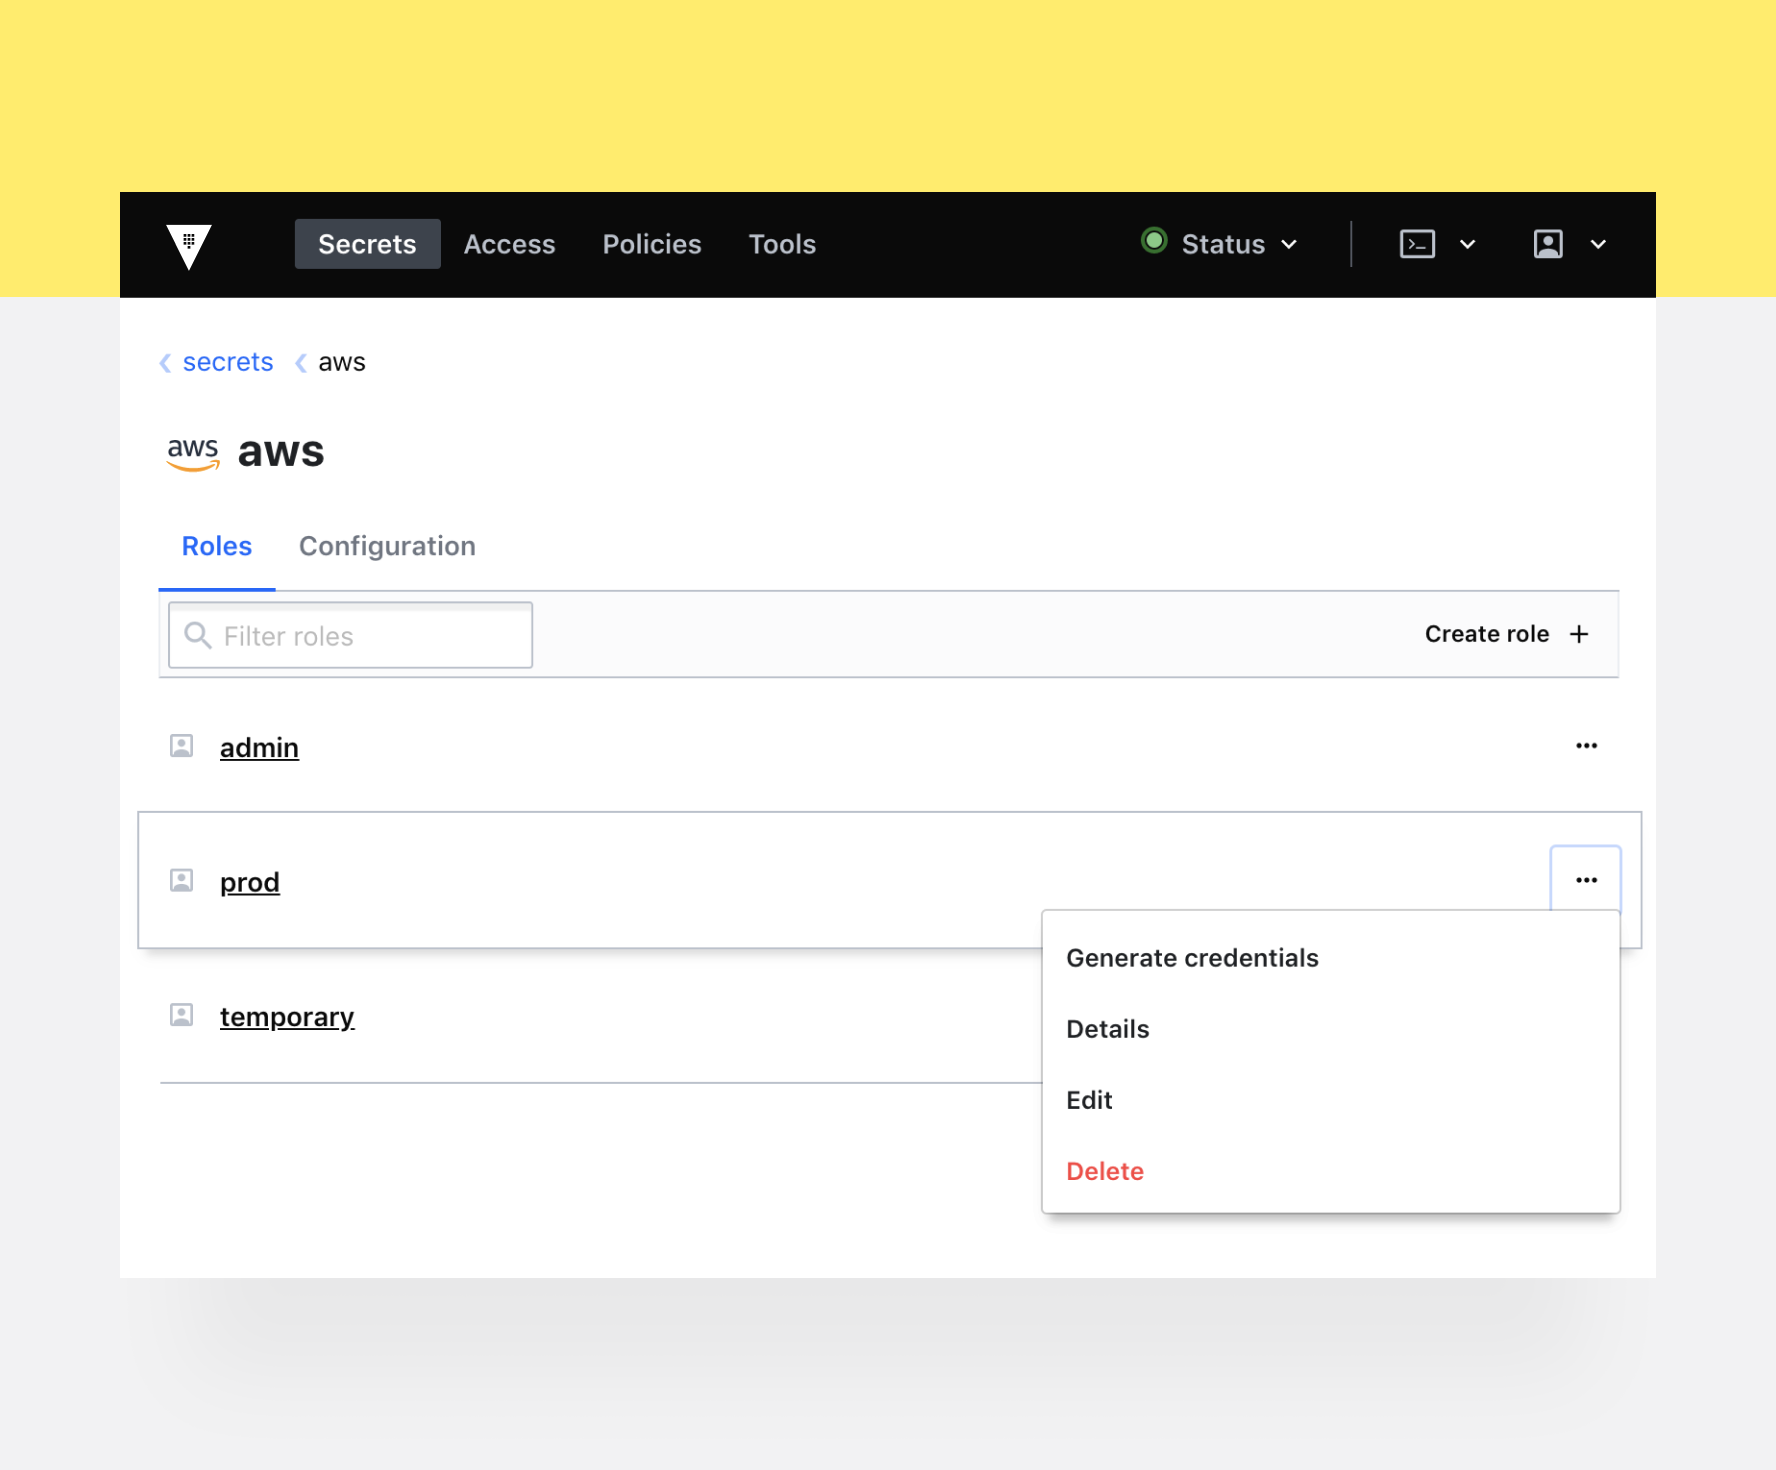 Secrets Access Policies Tools Status
secrets aws
aws aws
Roles Configuration
Filter roles Create role
admin
prod
Generate credentials
temporary
Details
Edit
Delete